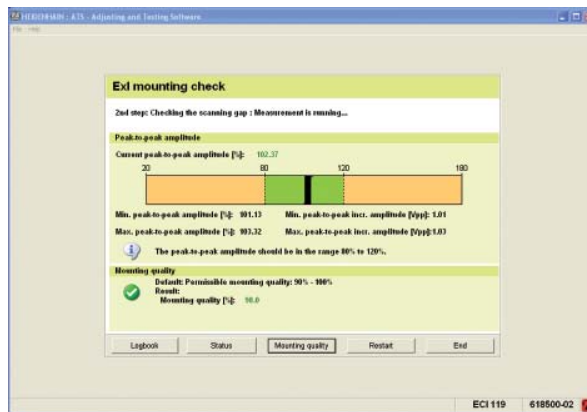 HEIDENHAIN : ATS - Adjusting and Testing Software
File Help
ExI mounting check
2nd step: Checking the scanning gap : Measurement is running...
Peak-to-peak amplitude
Current peak-to-peak amplitude [%]: 102.37
20 80 120 180
Min. peak-to-peak amplitude [%]: 101.13 Min. peak-to-peak incr. amplitude [Vpp]: 1.01
Max. peak-to-peak amplitude [%]: 103.32 Max. peak-to-peak incr. amplitude [Vpp]: 1.03
The peak-to-peak amplitude should be in the range 80% to 120%.
Mounting quality
Default: Permissible mounting quality: 90% - 100%
Result:
Mounting quality [%]: 98.0
Logbook Status Mounting quality Restart End
ECI 119 618500-02